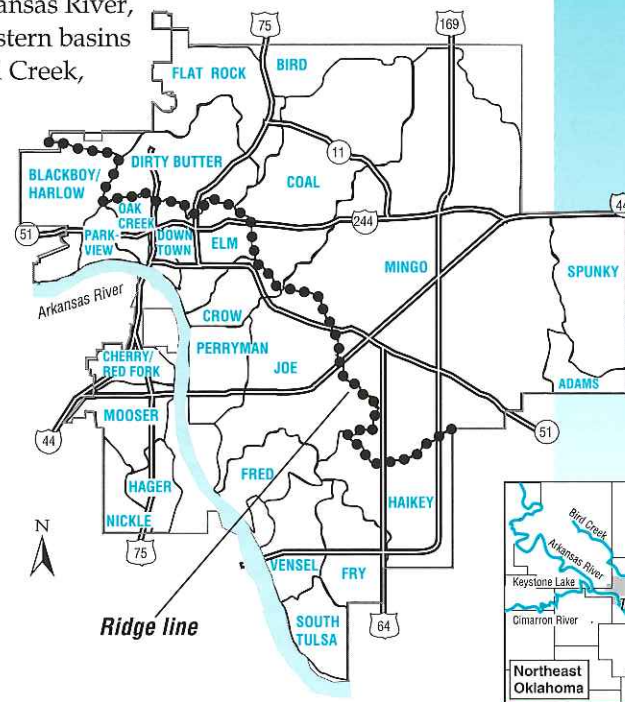 ansas River,
stern basins
Creek,
75
169
FLAT ROCK
BIRD
11
DIRTY BUTTER
BLACKBOY/
HARLOW
COAL
OAK
CREEK
44
244
51
PARK-
VIEW
DOWN
TOWN
ELM
MINGO
SPUNKY
Arkansas River
CROW
PERRYMAN
JOE
CHERRY/
RED FORK
ADAMS
MOOSER
44
51
FRED
HAGER
HAIKEY
NICKLE
N
75
VENSEL
FRY
Ridge line
SOUTH
TULSA
64
Bird Creek
Arkansas River
Keystone Lake
Cimarron River
Northeast
Oklahoma